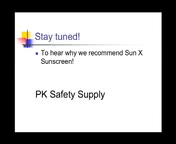 Stay tuned!
To hear why we recommend Sun X
Sunscreen!
PK Safety Supply